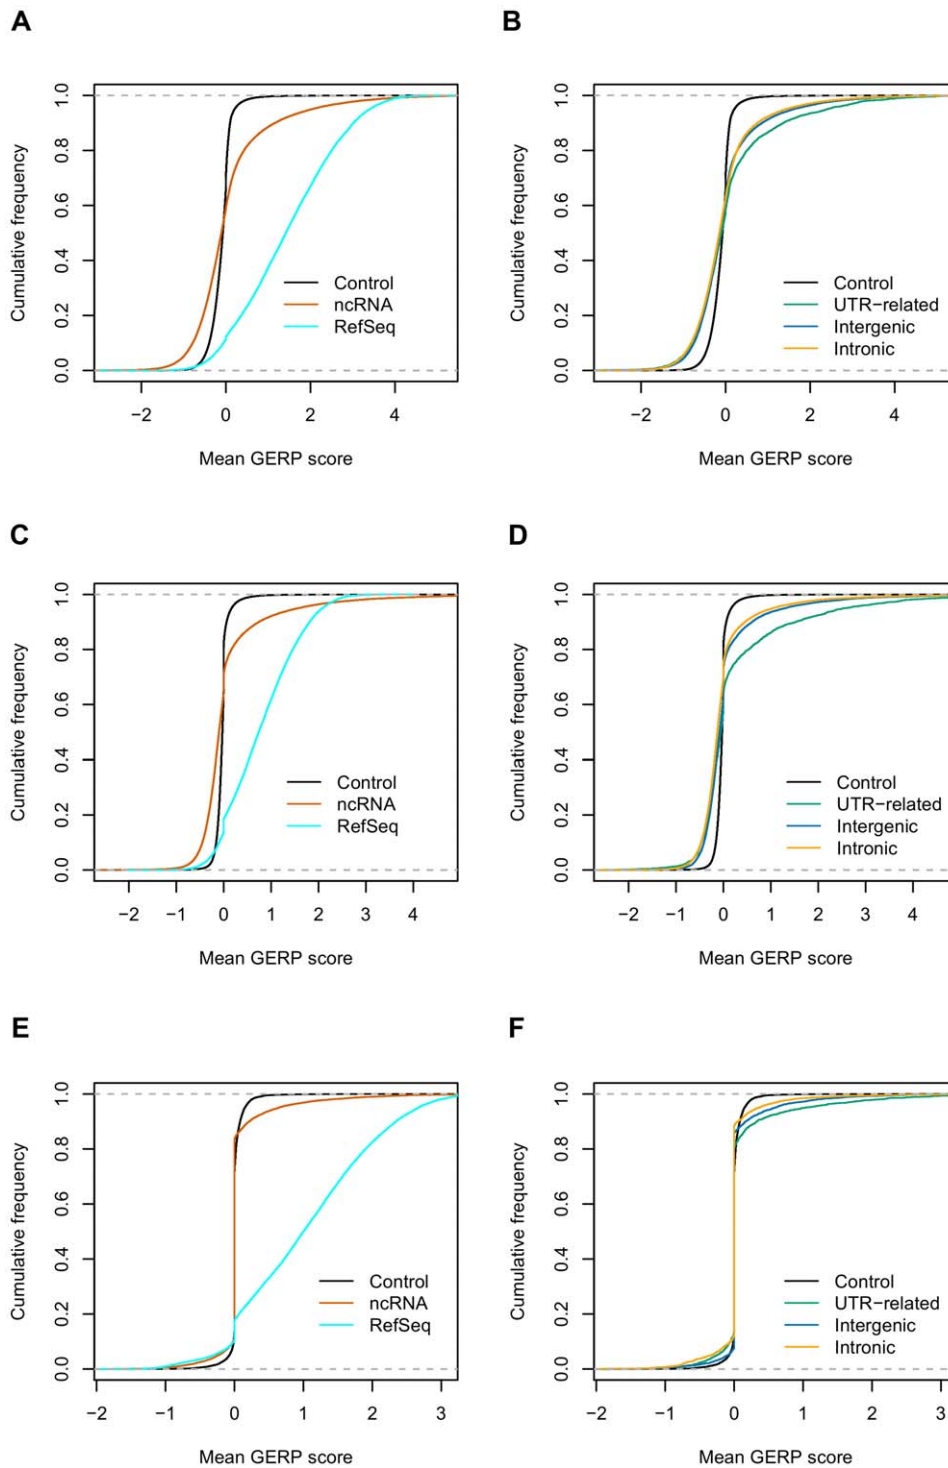 A
1.0
0.8
0.6
0.4
0.2
0.0
Cumulative frequency
Control
ncRNA
RefSeq
−2 0 2 4
Mean GERP score
B
1.0
0.8
0.6
0.4
0.2
0.0
Cumulative frequency
Control
UTR−related
Intergenic
Intronic
−2 0 2 4
Mean GERP score
C
1.0
0.8
0.6
0.4
0.2
0.0
Cumulative frequency
Control
ncRNA
RefSeq
−2 −1 0 1 2 3 4
Mean GERP score
D
1.0
0.8
0.6
0.4
0.2
0.0
Cumulative frequency
Control
UTR−related
Intergenic
Intronic
−2 −1 0 1 2 3 4
Mean GERP score
E
1.0
0.8
0.6
0.4
0.2
0.0
Cumulative frequency
Control
ncRNA
RefSeq
−2 −1 0 1 2 3
Mean GERP score
F
1.0
0.8
0.6
0.4
0.2
0.0
Cumulative frequency
Control
UTR−related
Intergenic
Intronic
−2 −1 0 1 2 3
Mean GERP score